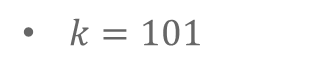 • k = 101